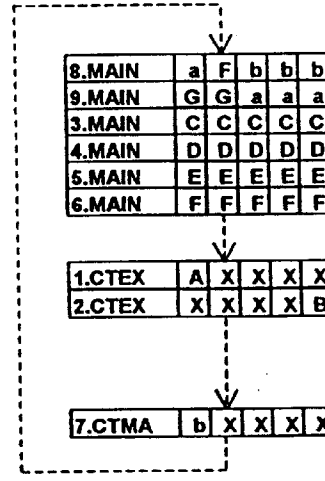 8.MAIN a F b b b
9.MAIN G G a a a
3.MAIN C C C C C
4.MAIN D D D D D
5.MAIN E E E E E
6.MAIN F F F F F
1.CTEX A X X X X
2.CTEX X X X X B
7.CTMA b X X X X